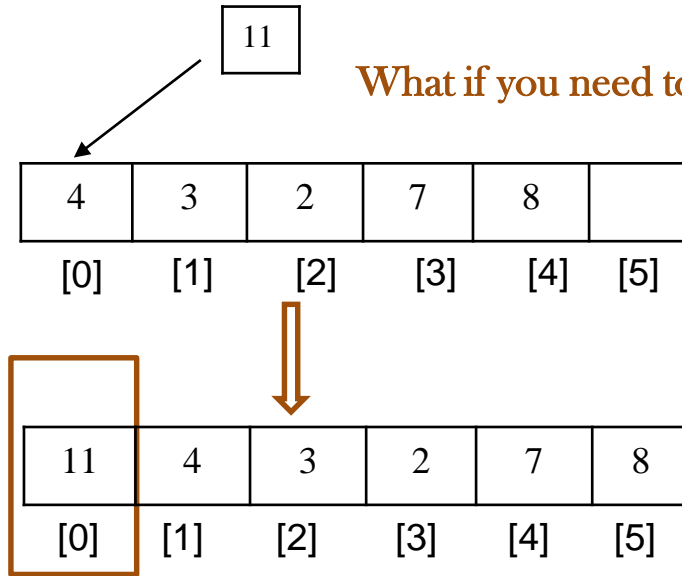 11
What if you need to
4 3 2 7 8
[0] [1] [2] [3] [4] [5]
11 4 3 2 7 8
[0] [1] [2] [3] [4] [5]